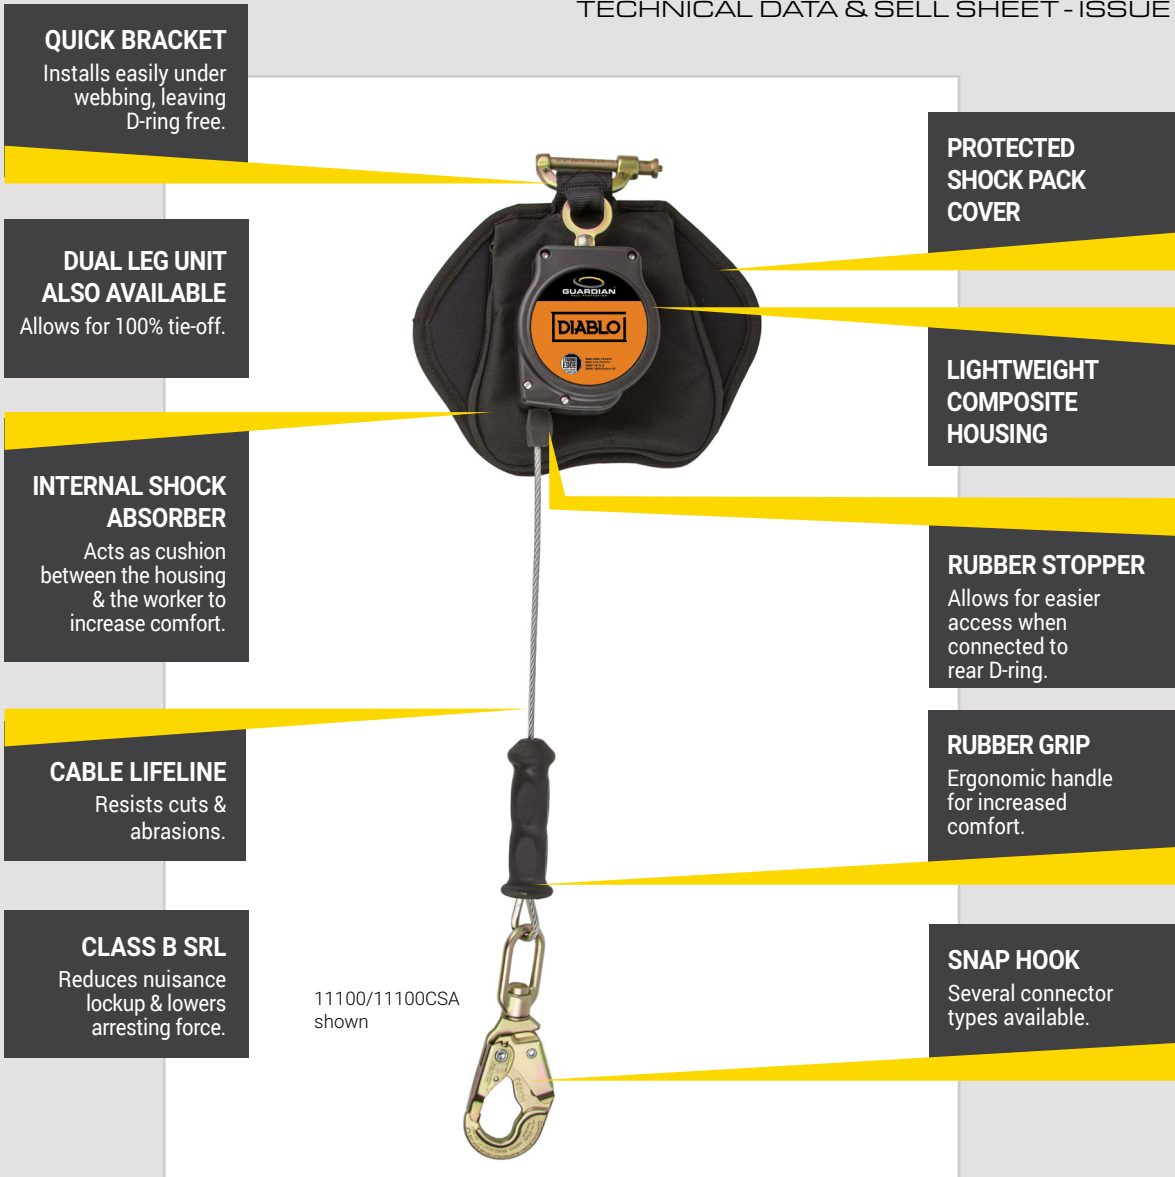 TECHNICAL DATA & SELL SHEET - ISSUE
QUICK BRACKET
Installs easily under
webbing, leaving
D-ring free.
DUAL LEG UNIT
ALSO AVAILABLE
Allows for 100% tie-off.
INTERNAL SHOCK
ABSORBER
Acts as cushion
between the housing
& the worker to
increase comfort.
CABLE LIFELINE
Resists cuts &
abrasions.
CLASS B SRL
Reduces nuisance
lockup & lowers
arresting force.
GUARDIAN
FALL PROTECTION
DIABLO
EDGE
11100/11100CSA
shown
PROTECTED
SHOCK PACK
COVER
LIGHTWEIGHT
COMPOSITE
HOUSING
RUBBER STOPPER
Allows for easier
access when
connected to
rear D-ring.
RUBBER GRIP
Ergonomic handle
for increased
comfort.
SNAP HOOK
Several connector
types available.